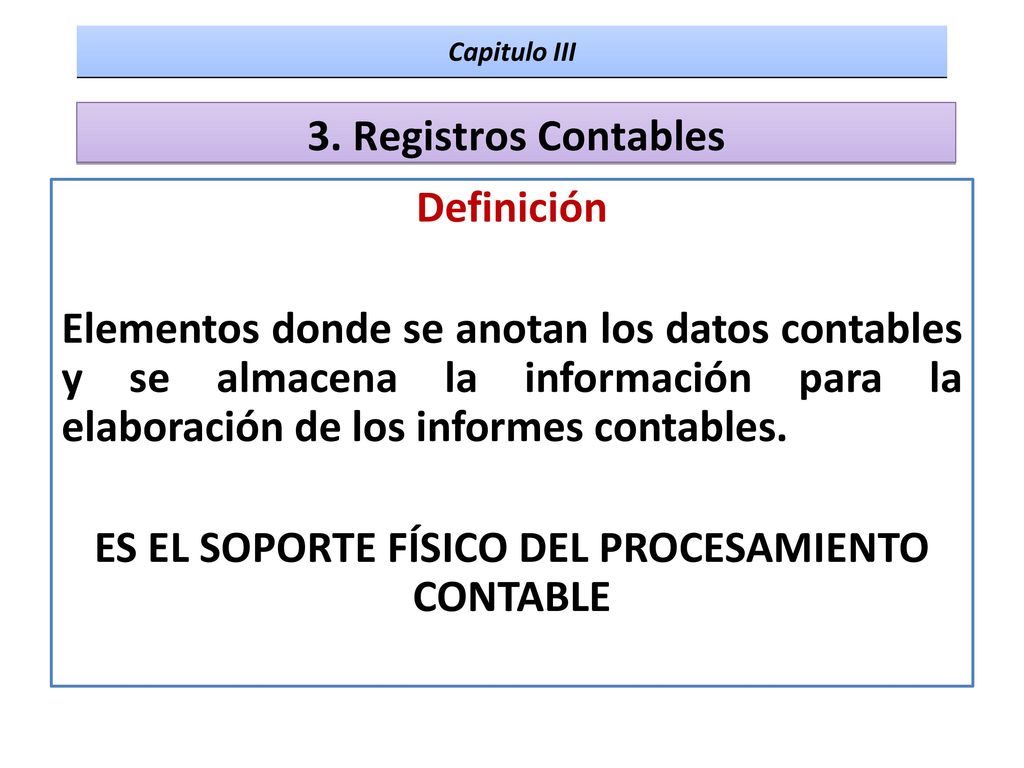 Capitulo III
3. Registros Contables
Definición
Elementos donde se anotan los datos contables
y se almacena la información para la
elaboración de los informes contables.
ES EL SOPORTE FÍSICO DEL PROCESAMIENTO
CONTABLE